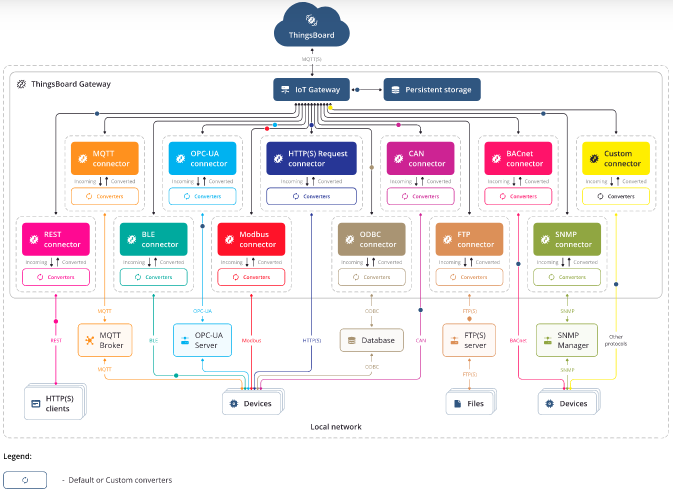 ThingsBoard
MQTT(S)
ThingsBoard Gateway
IoT Gateway
Persistent storage
MQTT
connector
OPC-UA
connector
HTTP(S) Request
connector
CAN
connector
BACnet
connector
Custom
connector
Incoming Converted
Incoming Converted
Incoming Converted
Incoming Converted
Incoming Converted
Incoming Converted
Converters
Converters
Converters
Converters
Converters
Converters
REST
connector
BLE
connector
Modbus
connector
ODBC
connector
FTP
connector
SNMP
connector
Incoming Converted
Incoming Converted
Incoming Converted
Incoming Converted
Incoming Converted
Incoming Converted
Converters
Converters
Converters
Converters
Converters
Converters
MQTT
OPC-UA
ODBC
FTP(S)
SNMP
REST
MQTT
Broker
BLE
OPC-UA
Server
Modbus
HTTP(S)
Database
CAN
FTP(S)
server
BACnet
SNMP
Manager
Other
protocols
MQTT
ODBC
FTP(S)
SNMP
HTTP(S)
clients
Devices
Files
Devices
Local network
Legend:
- Default or Custom converters